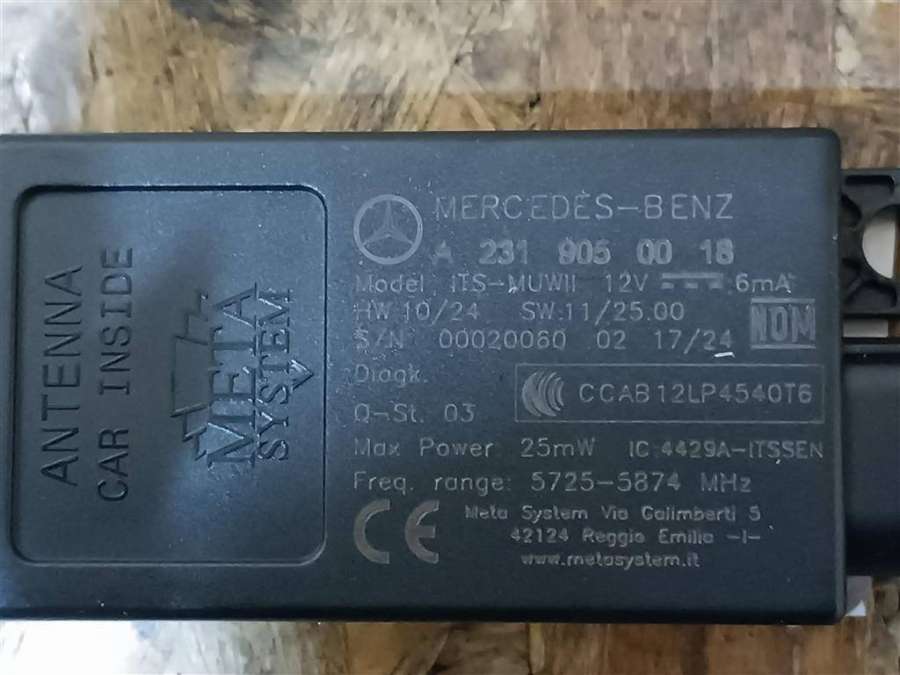 ANTENNA
CAR INSIDE
META
SYSTEM
MERCEDES-BENZ
A 231 905 00 18
Model ITS-MUWII 12V 6mA
HW 10/24 SW.11/25.00
S/N 00020060 02 17/24
NOM
Diagk.
CCAB12LP4540T6
Q-St. 03
Max Power 25mW IC:4429A-ITSSEN
Freq. range: 5725-5874 MHz
CE
Meta System Via Galimberti 5
42124 Reggio Emilia -I-
www.metasystem.it